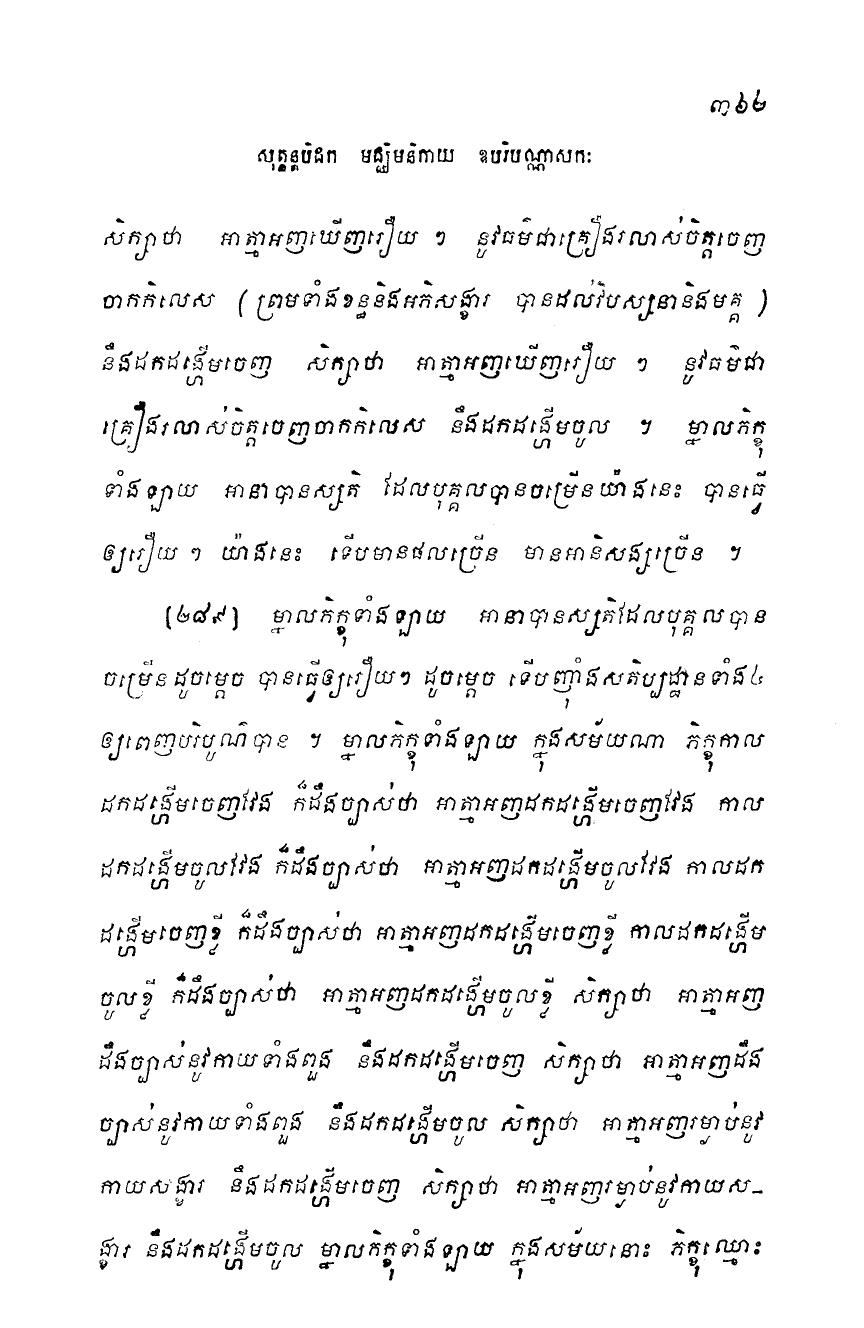 ៣៦២
សុត្តន្តបិដក មជ្ឈិមនិកាយ ឧបរិបណ្ណាសកៈ
សិក្សាថា អាត្មាអញឃើញរឿយ ៗ នូវធម៌ជាគ្រឿងរលាស់ចិត្តចេញ
ចាកកិលេស (ព្រមទាំងខន្ធនិងអភិសង្ខារ បានដល់វិបស្សនានិងមគ្គ)
នឹងដកដង្ហើមចេញ សិក្សាថា អាត្មាអញឃើញរឿយ ៗ នូវធម៌ជា
គ្រឿងរលាស់ចិត្តចេញចាកកិលេស នឹងដកដង្ហើមចូល ។ ម្នាលភិក្ខុ
ទាំងឡាយ អានាបានស្សតិ ដែលបុគ្គលបានចម្រើនយ៉ាងនេះ បានធ្វើ
ឲ្យរឿយ ៗ យ៉ាងនេះ ទើបមានផលច្រើន មានអានិសង្សច្រើន ។
[២៨៩] ម្នាលភិក្ខុទាំងឡាយ អានាបានស្សតិដែលបុគ្គលបាន
ចម្រើនដូចម្តេច បានធ្វើឲ្យរឿយៗ ដូចម្តេច ទើបញុំាងសតិប្បដ្ឋានទាំង៤
ឲ្យពេញបរិបូណ៌បាន ។ ម្នាលភិក្ខុទាំងឡាយ ក្នុងសម័យណា ភិក្ខុកាល
ដកដង្ហើមចេញវែង ក៏ដឹងច្បាស់ថា អាត្មាអញដកដង្ហើមចេញវែង កាល
ដកដង្ហើមចូលវែង ក៏ដឹងច្បាស់ថា អាត្មាអញដកដង្ហើមចូលវែង កាលដក
ដង្ហើមចេញខ្លី ក៏ដឹងច្បាស់ថា អាត្មាអញដកដង្ហើមចេញខ្លី កាលដកដង្ហើម
ចូលខ្លី ក៏ដឹងច្បាស់ថា អាត្មាអញដកដង្ហើមចូលខ្លី សិក្សាថា អាត្មាអញ
ដឹងច្បាស់នូវកាយទាំងពួង នឹងដកដង្ហើមចេញ សិក្សាថា អាត្មាអញដឹង
ច្បាស់នូវកាយទាំងពួង នឹងដកដង្ហើមចូល សិក្សាថា អាត្មាអញរម្ងាប់នូវ
កាយសង្ខារ នឹងដកដង្ហើមចេញ សិក្សាថា អាត្មាអញរម្ងាប់នូវកាយស-
ង្ខារ នឹងដកដង្ហើមចូល ម្នាលភិក្ខុទាំងឡាយ ក្នុងសម័យនោះ ភិក្ខុឈ្មោះ